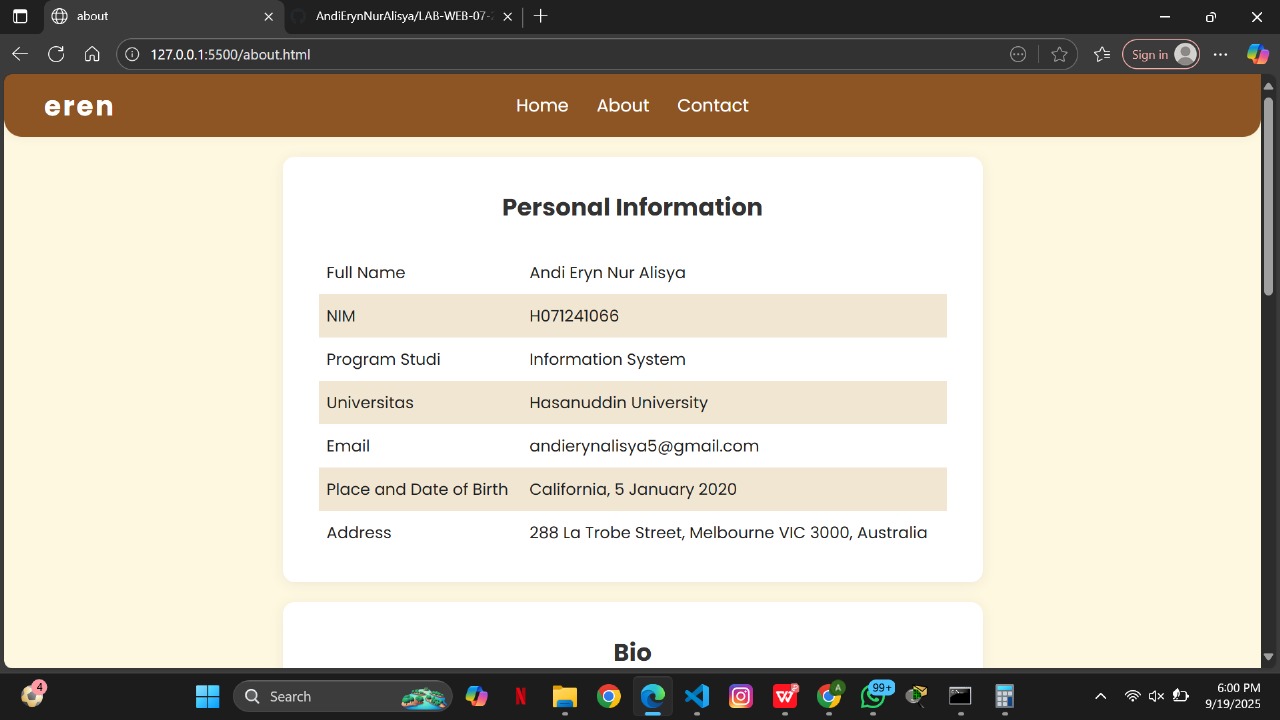 about
AndiErynNurAlisya/LAB-WEB-07-
127.0.0.1:5500/about.html
Sign in
eren
Home About Contact
Personal Information
Full Name Andi Eryn Nur Alisya
NIM H071241066
Program Studi Information System
Universitas Hasanuddin University
Email andierynalisya5@gmail.com
Place and Date of Birth California, 5 January 2020
Address 288 La Trobe Street, Melbourne VIC 3000, Australia
Bio
4
Search
A
99+
6:00 PM
9/19/2025